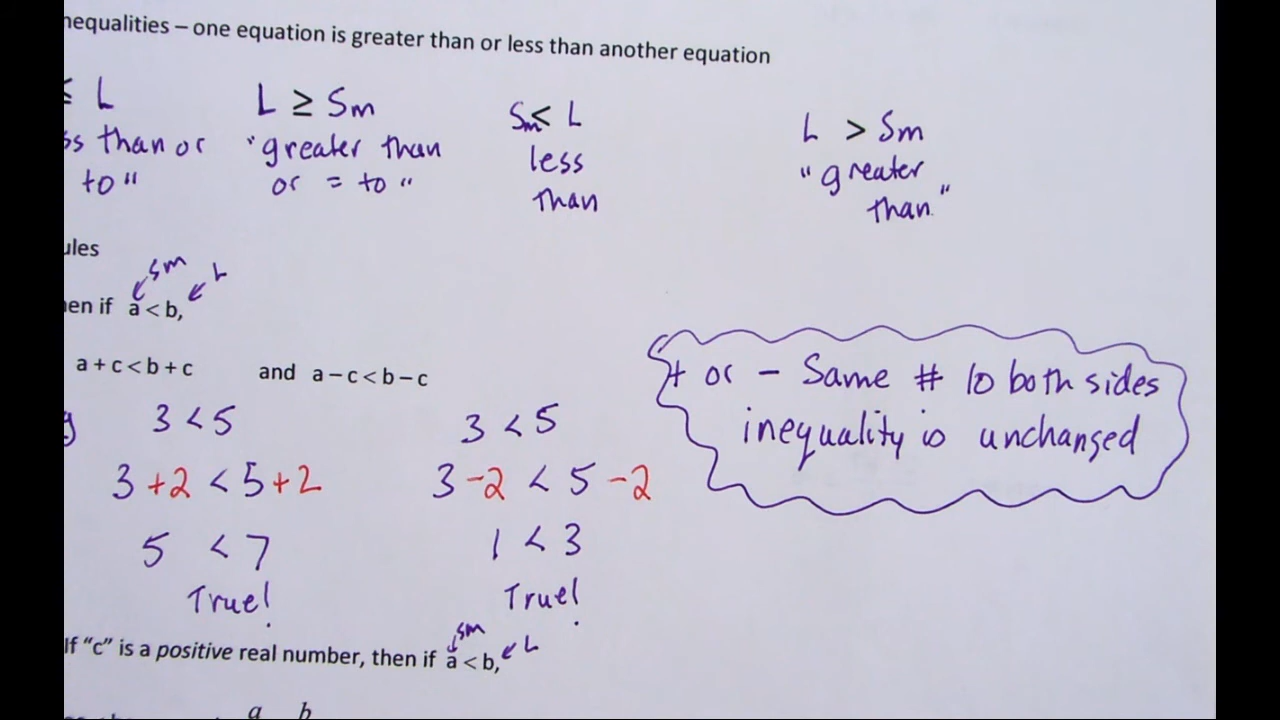 nequalities – one equation is greater than or less than another equation
≤ L L ≥ Sm Sm < L L > Sm
ss than or "greater than less "greater
to" or = to" than than."
ules
sm L
en if a < b,
a + c < b + c and a – c < b – c
+ or – Same # to both sides
inequality is unchanged
g 3 < 5 3 < 5
3 +2 < 5 +2 3 -2 < 5 -2
5 < 7 1 < 3
True! True!
sm L
If "c" is a positive real number, then if a < b,
a b